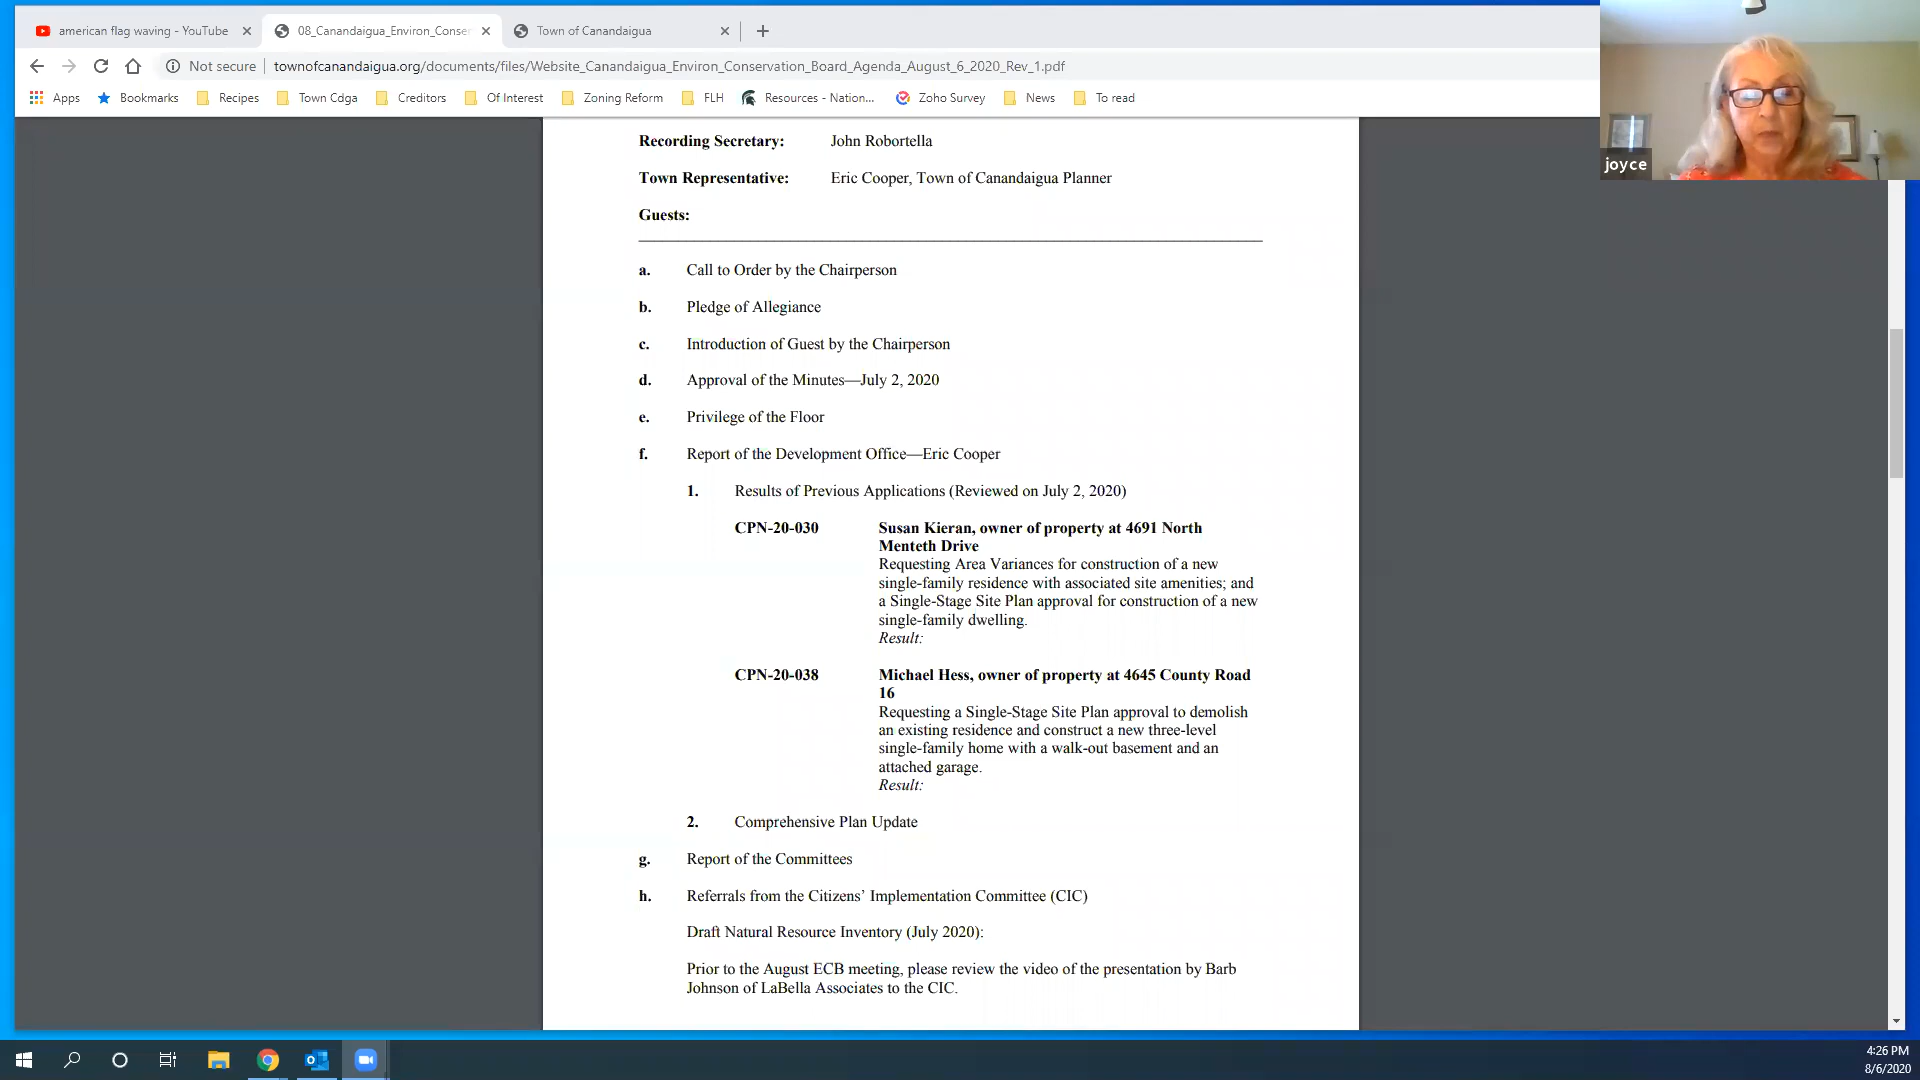 american flag waving - YouTube
08_Canandaigua_Environ_Conse
Town of Canandaigua
Not secure
townofcanandaigua.org/documents/files/Website_Canandaigua_Environ_Conservation_Board_Agenda_August_6_2020_Rev_1.pdf
Apps Bookmarks Recipes Town Cdga Creditors Of Interest Zoning Reform FLH Resources - Nation... Zoho Survey News To read
joyce
Recording Secretary: John Robortella
Town Representative: Eric Cooper, Town of Canandaigua Planner
Guests:
a. Call to Order by the Chairperson
b. Pledge of Allegiance
c. Introduction of Guest by the Chairperson
d. Approval of the Minutes—July 2, 2020
e. Privilege of the Floor
f. Report of the Development Office—Eric Cooper
1. Results of Previous Applications (Reviewed on July 2, 2020)
CPN-20-030 Susan Kieran, owner of property at 4691 North
Menteth Drive
Requesting Area Variances for construction of a new
single-family residence with associated site amenities; and
a Single-Stage Site Plan approval for construction of a new
single-family dwelling.
Result:
CPN-20-038 Michael Hess, owner of property at 4645 County Road
16
Requesting a Single-Stage Site Plan approval to demolish
an existing residence and construct a new three-level
single-family home with a walk-out basement and an
attached garage.
Result:
2. Comprehensive Plan Update
g. Report of the Committees
h. Referrals from the Citizens’ Implementation Committee (CIC)
Draft Natural Resource Inventory (July 2020):
Prior to the August ECB meeting, please review the video of the presentation by Barb
Johnson of LaBella Associates to the CIC.
4:26 PM
8/6/2020